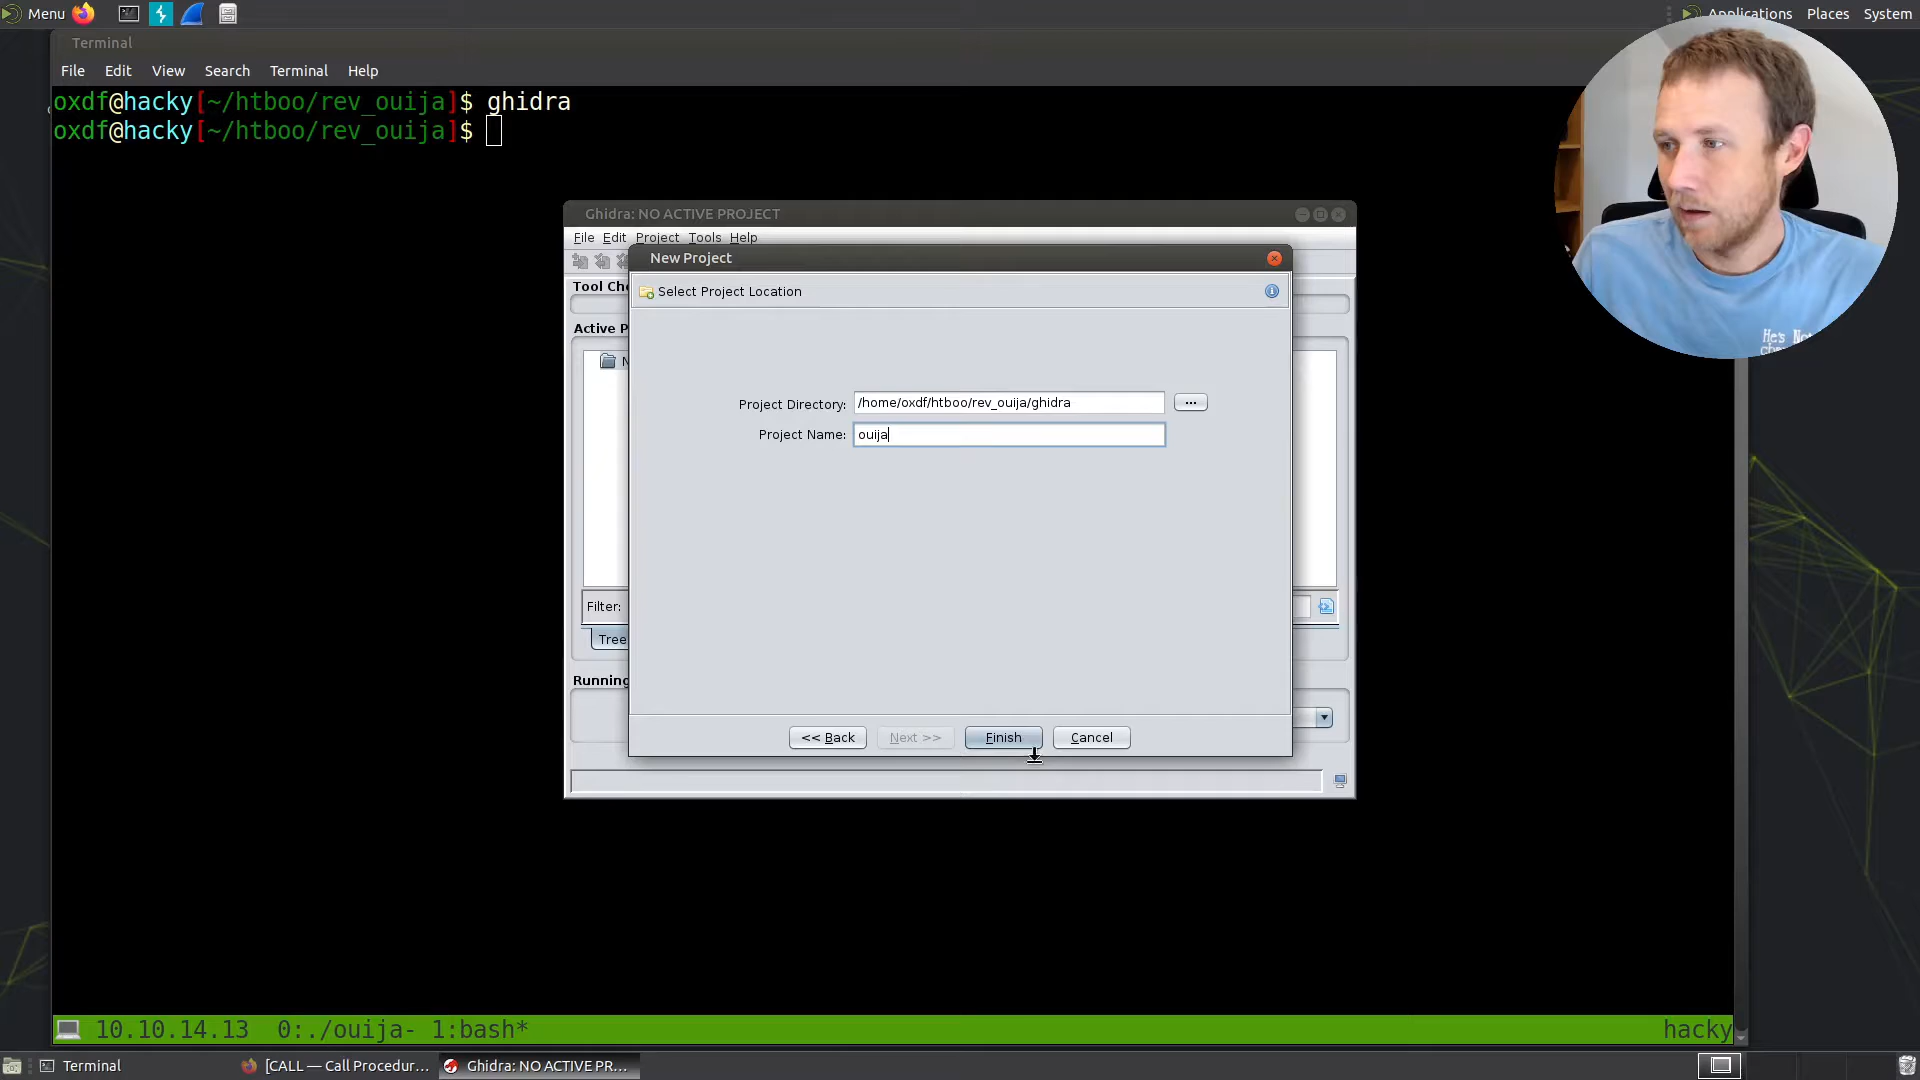 Menu
Applications Places System
Terminal
File Edit View Search Terminal Help
oxdf@hacky[~/htboo/rev_ouija]$ ghidra
oxdf@hacky[~/htboo/rev_ouija]$
Ghidra: NO ACTIVE PROJECT
File Edit Project Tools Help
New Project
Tool Ch
Select Project Location
Active P
N
Project Directory: /home/oxdf/htboo/rev_ouija/ghidra ...
Project Name: ouija
Filter:
Tree
Running
<< Back Next >> Finish Cancel
He's No
10.10.14.13 0:./ouija- 1:bash* hacky
Terminal [CALL — Call Procedur... Ghidra: NO ACTIVE PR...